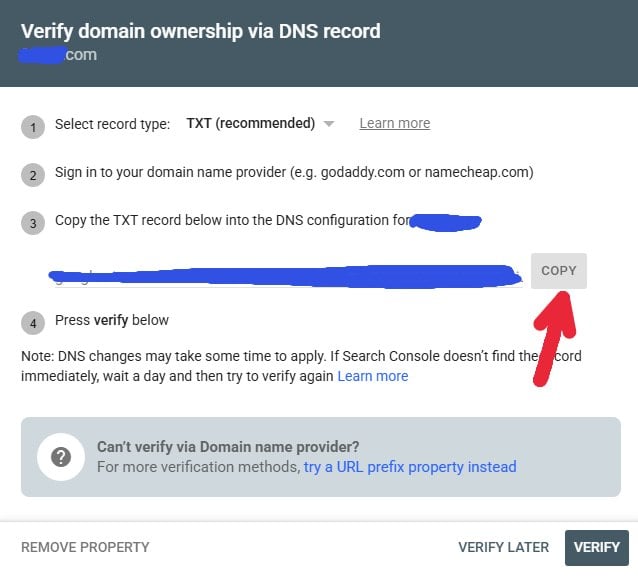 Verify domain ownership via DNS record
.com
1 Select record type: TXT (recommended) Learn more
2 Sign in to your domain name provider (e.g. godaddy.com or namecheap.com)
3 Copy the TXT record below into the DNS configuration for
COPY
4 Press verify below
Note: DNS changes may take some time to apply. If Search Console doesn't find the
immediately, wait a day and then try to verify again Learn more
?
Can't verify via Domain name provider?
For more verification methods, try a URL prefix property instead
REMOVE PROPERTY VERIFY LATER VERIFY